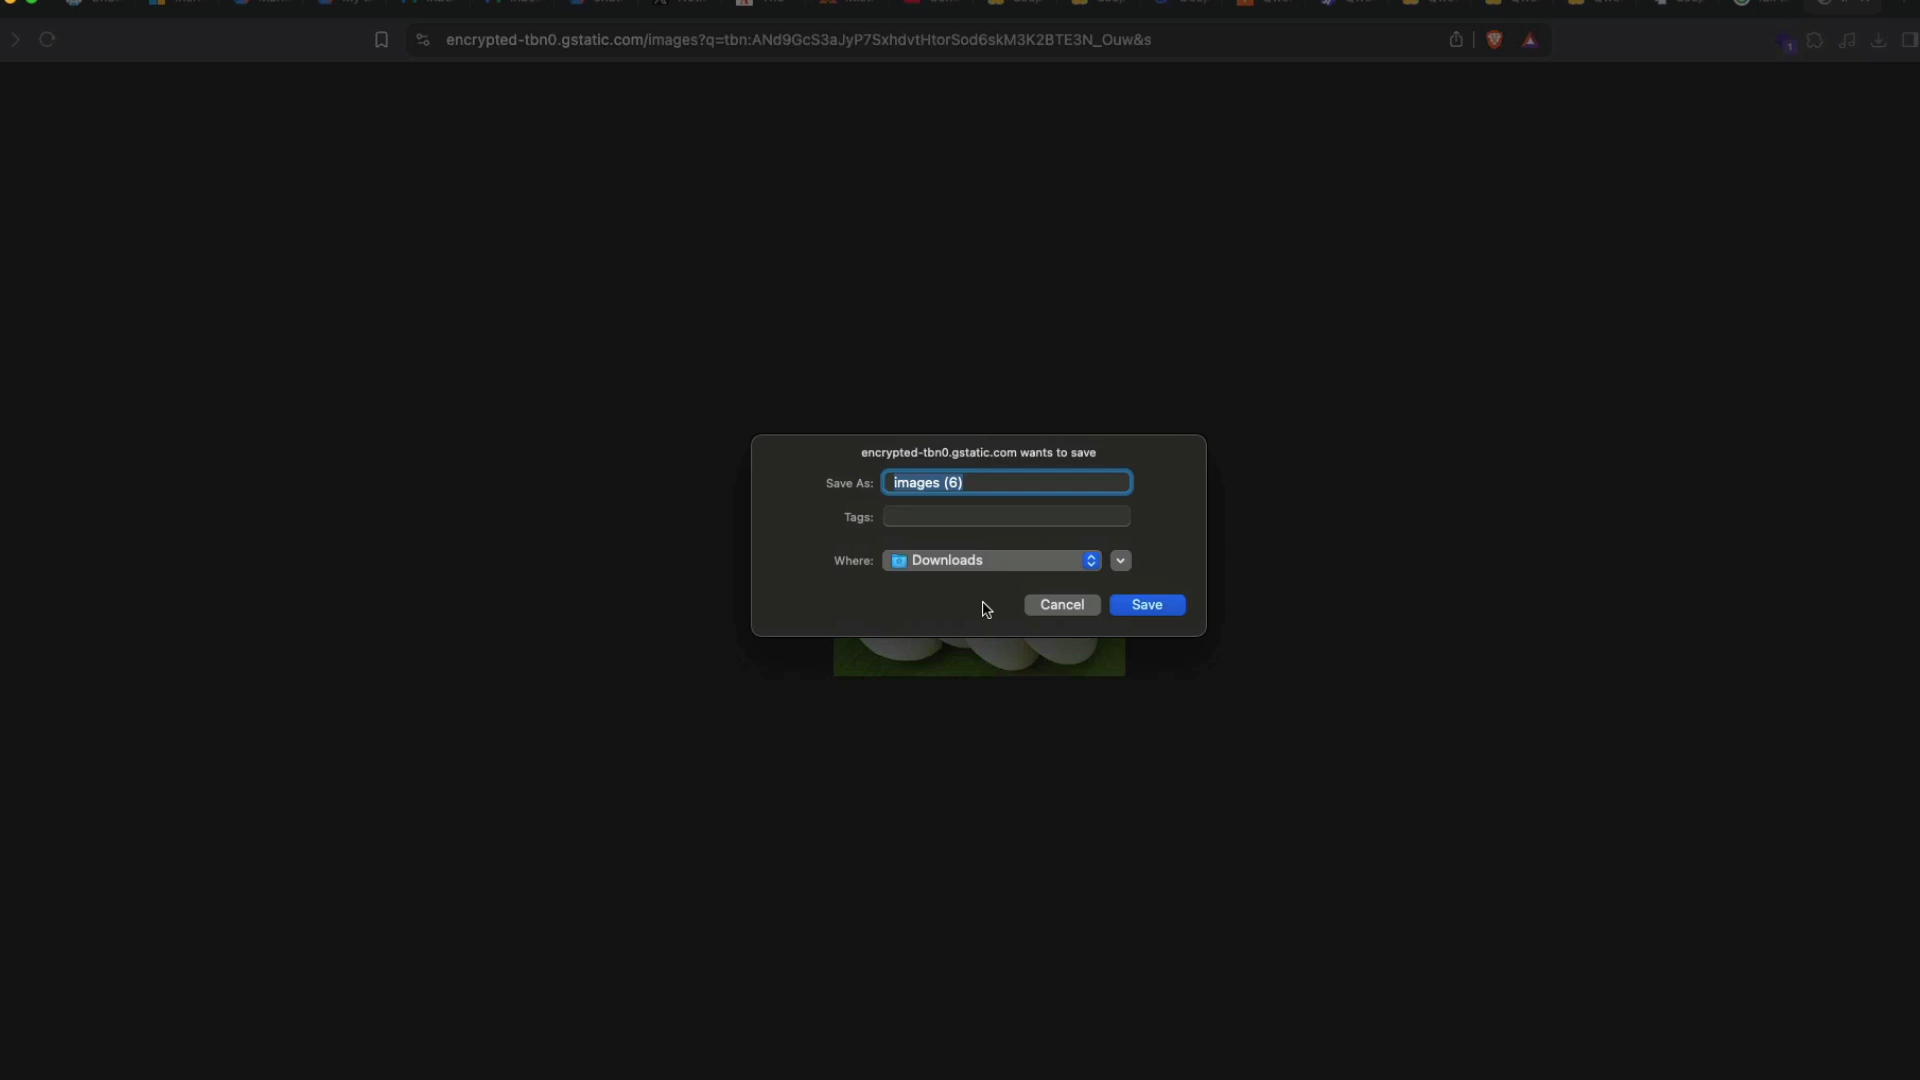 encrypted-tbn0.gstatic.com/images?q=tbn:ANd9GcS3aJyP7SxhdvtHtorSod6skM3K2BTE3N_Ouw&s
1
encrypted-tbn0.gstatic.com wants to save
Save As: images (6)
Tags:
Where: Downloads
Cancel Save